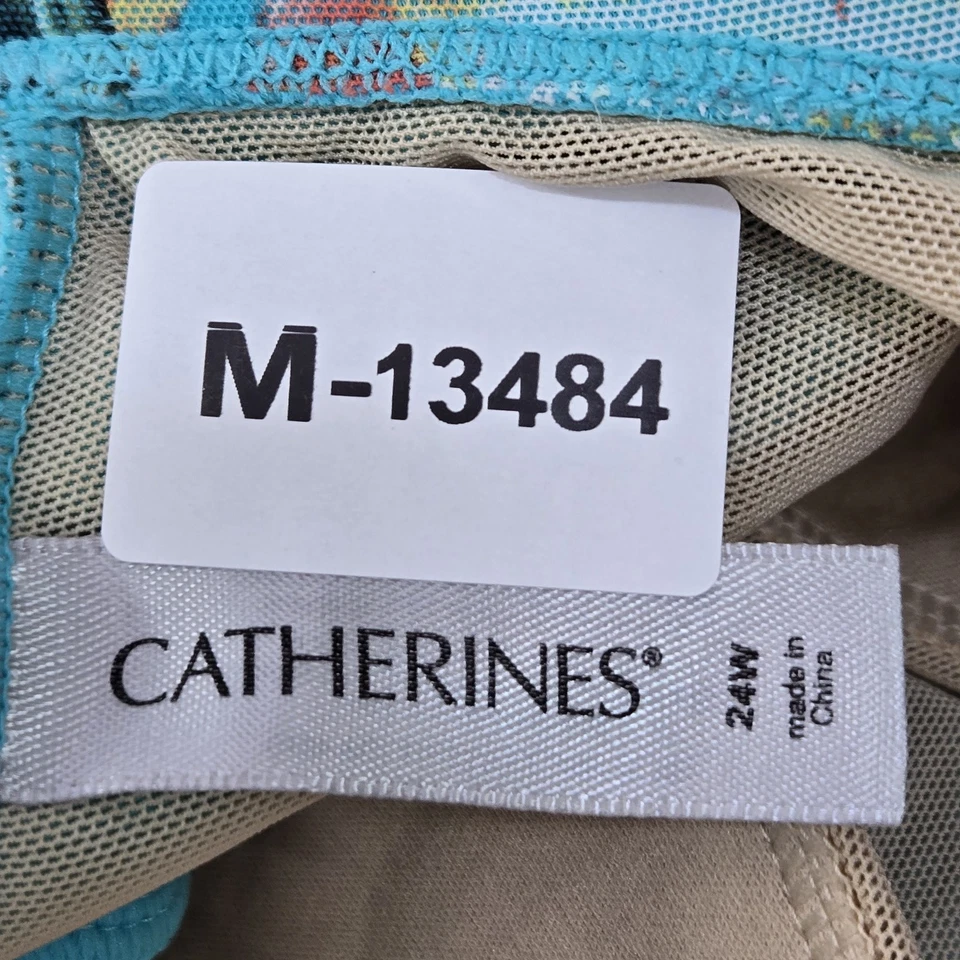 M-13484
CATHERINES®
24W
made in
China